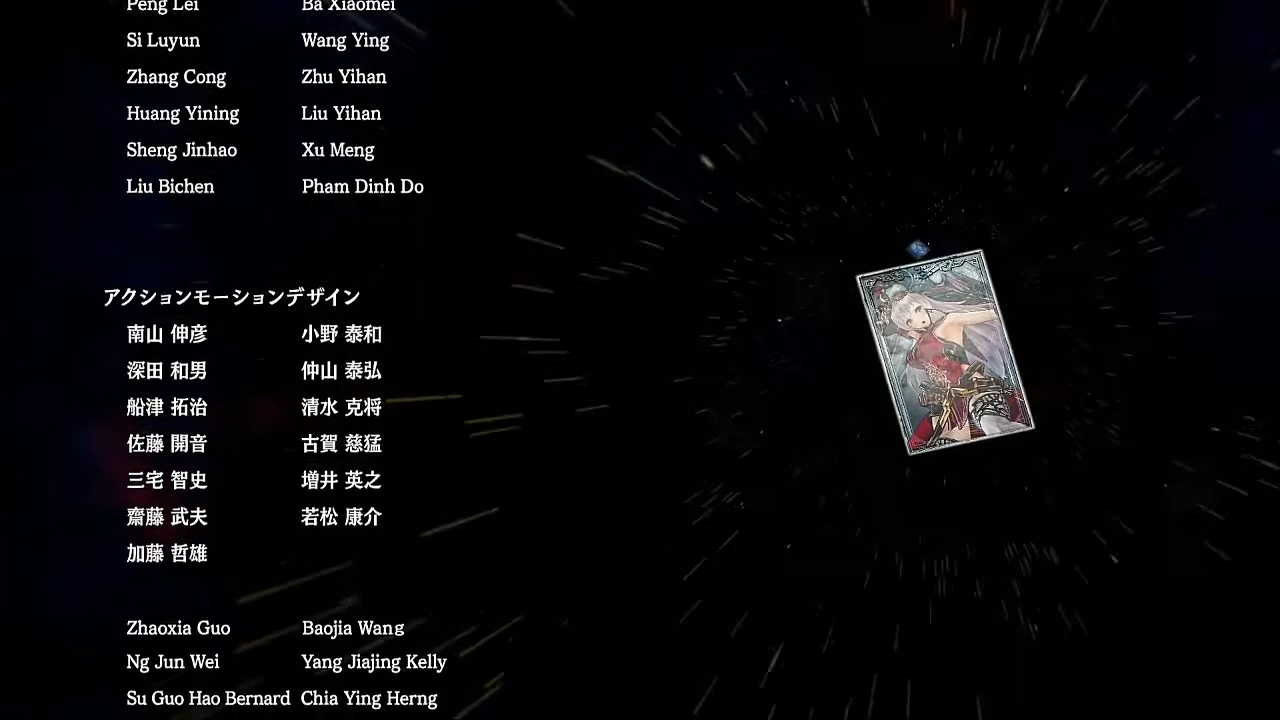 Peng Lei Ba Xiaomei
Si Luyun Wang Ying
Zhang Cong Zhu Yihan
Huang Yining Liu Yihan
Sheng Jinhao Xu Meng
Liu Bichen Pham Dinh Do
アクションモーションデザイン
南山 伸彦 小野 泰和
深田 和男 仲山 泰弘
船津 拓治 清水 克将
佐藤 開音 古賀 慈猛
三宅 智史 増井 英之
齋藤 武夫 若松 康介
加藤 哲雄
Zhaoxia Guo Baojia Wang
Ng Jun Wei Yang Jiajing Kelly
Su Guo Hao Bernard Chia Ying Herng